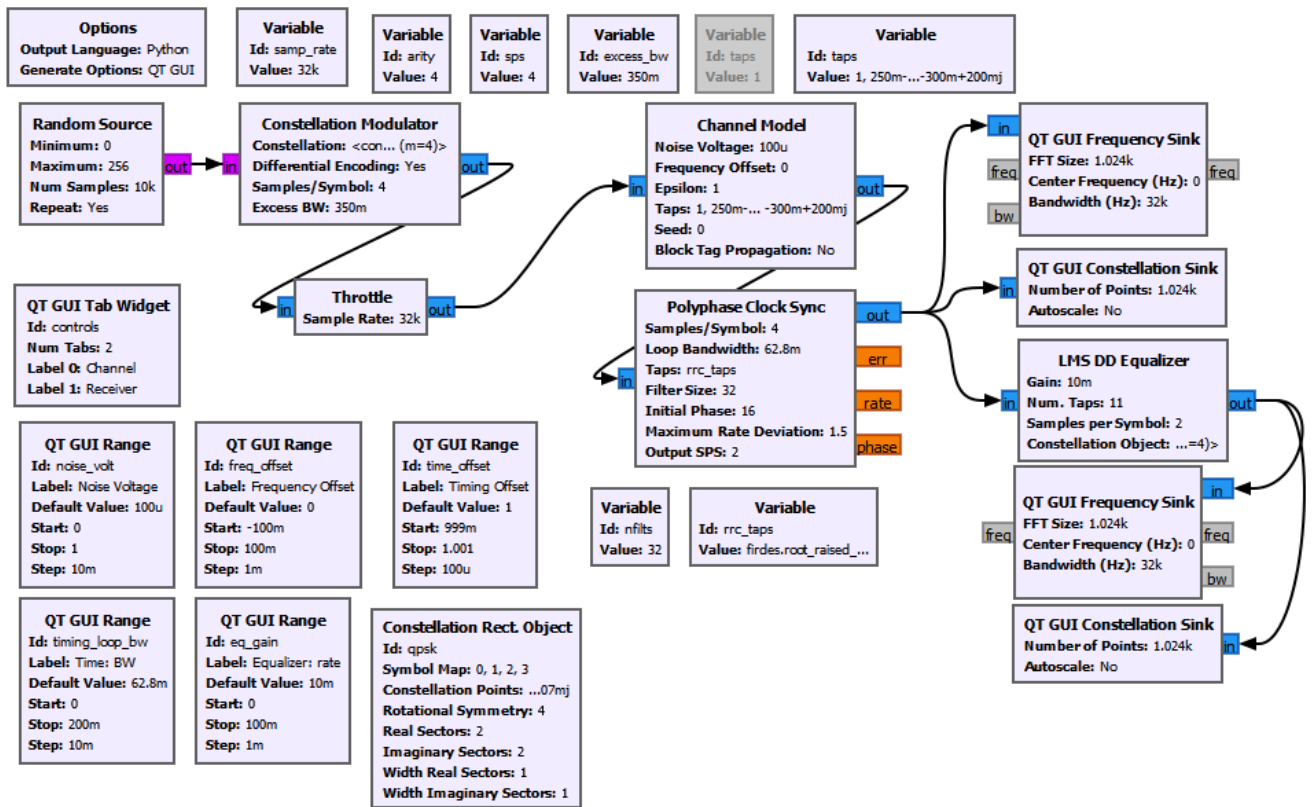 Options
Output Language: Python
Generate Options: QT GUI
Variable
Id: samp_rate
Value: 32k
Variable
Id: arity
Value: 4
Variable
Id: sps
Value: 4
Variable
Id: excess_bw
Value: 350m
Variable
Id: taps
Value: 1
Variable
Id: taps
Value: 1, 250m-...-300m+200mj
Random Source
Minimum: 0
Maximum: 256
Num Samples: 10k
Repeat: Yes
out
in
Constellation Modulator
Constellation: <con... (m=4)>
Differential Encoding: Yes
Samples/Symbol: 4
Excess BW: 350m
out
in
Channel Model
Noise Voltage: 100u
Frequency Offset: 0
Epsilon: 1
Taps: 1, 250m-... -300m+200mj
Seed: 0
Block Tag Propagation: No
out
in
freq
bw
QT GUI Frequency Sink
FFT Size: 1.024k
Center Frequency (Hz): 0
Bandwidth (Hz): 32k
freq
in
QT GUI Constellation Sink
Number of Points: 1.024k
Autoscale: No
in
Throttle
Sample Rate: 32k
out
QT GUI Tab Widget
Id: controls
Num Tabs: 2
Label 0: Channel
Label 1: Receiver
in
Polyphase Clock Sync
Samples/Symbol: 4
Loop Bandwidth: 62.8m
Taps: rrc_taps
Filter Size: 32
Initial Phase: 16
Maximum Rate Deviation: 1.5
Output SPS: 2
out
err
rate
phase
in
LMS DD Equalizer
Gain: 10m
Num. Taps: 11
Samples per Symbol: 2
Constellation Object: ...=4)>
out
QT GUI Range
Id: noise_volt
Label: Noise Voltage
Default Value: 100u
Start: 0
Stop: 1
Step: 10m
QT GUI Range
Id: freq_offset
Label: Frequency Offset
Default Value: 0
Start: -100m
Stop: 100m
Step: 1m
QT GUI Range
Id: time_offset
Label: Timing Offset
Default Value: 1
Start: 999m
Stop: 1.001
Step: 100u
Variable
Id: nfilts
Value: 32
Variable
Id: rrc_taps
Value: firdes.root_raised_...
freq
QT GUI Frequency Sink
FFT Size: 1.024k
Center Frequency (Hz): 0
Bandwidth (Hz): 32k
in
freq
bw
QT GUI Range
Id: timing_loop_bw
Label: Time: BW
Default Value: 62.8m
Start: 0
Stop: 200m
Step: 10m
QT GUI Range
Id: eq_gain
Label: Equalizer: rate
Default Value: 10m
Start: 0
Stop: 100m
Step: 1m
Constellation Rect. Object
Id: qpsk
Symbol Map: 0, 1, 2, 3
Constellation Points: ...07mj
Rotational Symmetry: 4
Real Sectors: 2
Imaginary Sectors: 2
Width Real Sectors: 1
Width Imaginary Sectors: 1
QT GUI Constellation Sink
Number of Points: 1.024k
Autoscale: No
in